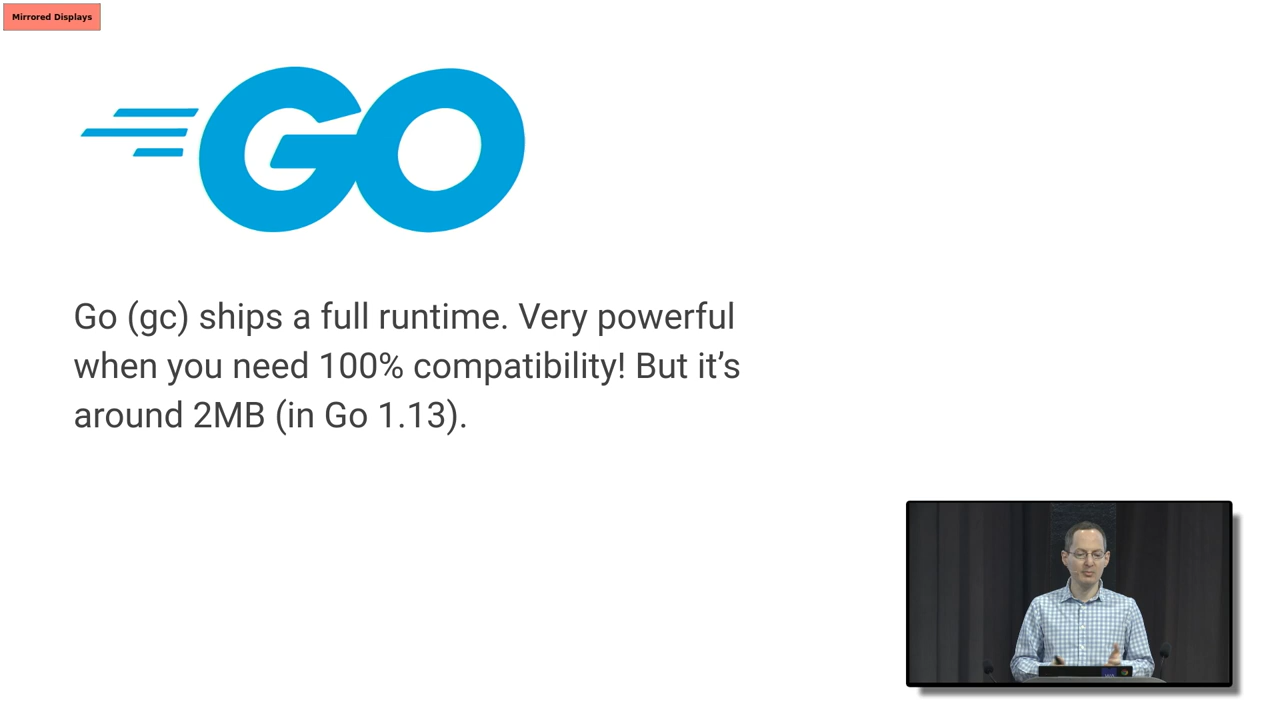 Mirrored Displays
GO
Go (gc) ships a full runtime. Very powerful
when you need 100% compatibility! But it’s
around 2MB (in Go 1.13).